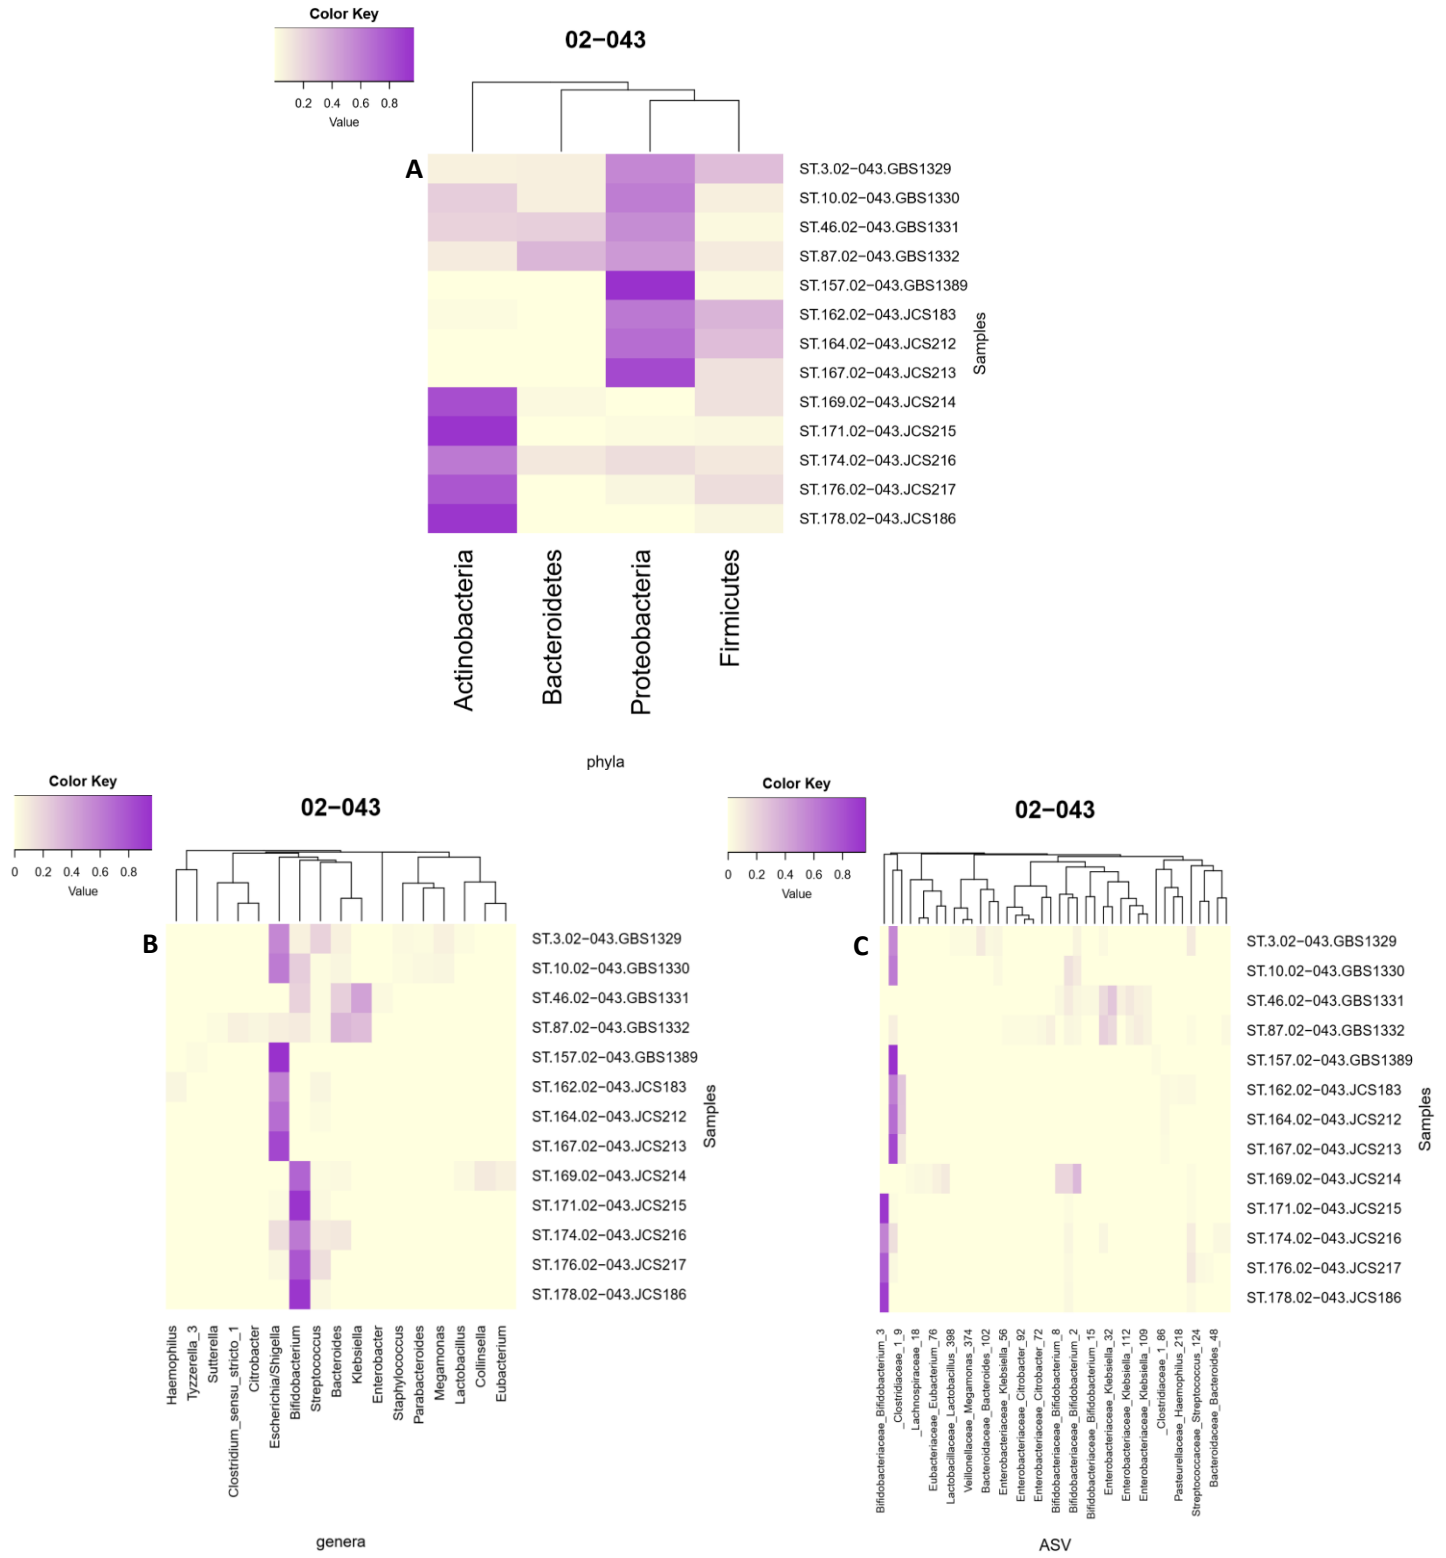 Color Key
02−043
0.2 0.4 0.6 0.8
Value
A
ST.3.02−043.GBS1329
ST.10.02−043.GBS1330
ST.46.02−043.GBS1331
ST.87.02−043.GBS1332
ST.157.02−043.GBS1389
ST.162.02−043.JCS183
ST.164.02−043.JCS212
ST.167.02−043.JCS213
ST.169.02−043.JCS214
ST.171.02−043.JCS215
ST.174.02−043.JCS216
ST.176.02−043.JCS217
ST.178.02−043.JCS186
Samples
Actinobacteria
Bacteroidetes
Proteobacteria
Firmicutes
phyla
Color Key
02−043
0 0.2 0.4 0.6 0.8
Value
B
ST.3.02−043.GBS1329
ST.10.02−043.GBS1330
ST.46.02−043.GBS1331
ST.87.02−043.GBS1332
ST.157.02−043.GBS1389
ST.162.02−043.JCS183
ST.164.02−043.JCS212
ST.167.02−043.JCS213
ST.169.02−043.JCS214
ST.171.02−043.JCS215
ST.174.02−043.JCS216
ST.176.02−043.JCS217
ST.178.02−043.JCS186
Samples
Haemophilus
Tyzzerella_3
Sutterella
Clostridium_sensu_stricto_1
Citrobacter
Escherichia/Shigella
Bifidobacterium
Streptococcus
Bacteroides
Klebsiella
Enterobacter
Staphylococcus
Parabacteroides
Megamonas
Lactobacillus
Collinsella
Eubacterium
genera
Color Key
02−043
0 0.2 0.4 0.6 0.8
Value
C
ST.3.02−043.GBS1329
ST.10.02−043.GBS1330
ST.46.02−043.GBS1331
ST.87.02−043.GBS1332
ST.157.02−043.GBS1389
ST.162.02−043.JCS183
ST.164.02−043.JCS212
ST.167.02−043.JCS213
ST.169.02−043.JCS214
ST.171.02−043.JCS215
ST.174.02−043.JCS216
ST.176.02−043.JCS217
ST.178.02−043.JCS186
Samples
Bifidobacteriaceae_Bifidobacterium_3
_Clostridiaceae_1_9
_Lachnospiraceae_18
Eubacteriaceae_Eubacterium_76
Lactobacillaceae_Lactobacillus_398
Veillonellaceae_Megamonas_374
Bacteroidaceae_Bacteroides_102
Enterobacteriaceae_Klebsiella_56
Enterobacteriaceae_Citrobacter_92
Enterobacteriaceae_Citrobacter_72
Bifidobacteriaceae_Bifidobacterium_8
Bifidobacteriaceae_Bifidobacterium_2
Bifidobacteriaceae_Bifidobacterium_15
Enterobacteriaceae_Klebsiella_32
Enterobacteriaceae_Klebsiella_112
Enterobacteriaceae_Klebsiella_109
_Clostridiaceae_1_86
Pasteurellaceae_Haemophilus_218
Streptococcaceae_Streptococcus_124
Bacteroidaceae_Bacteroides_48
ASV